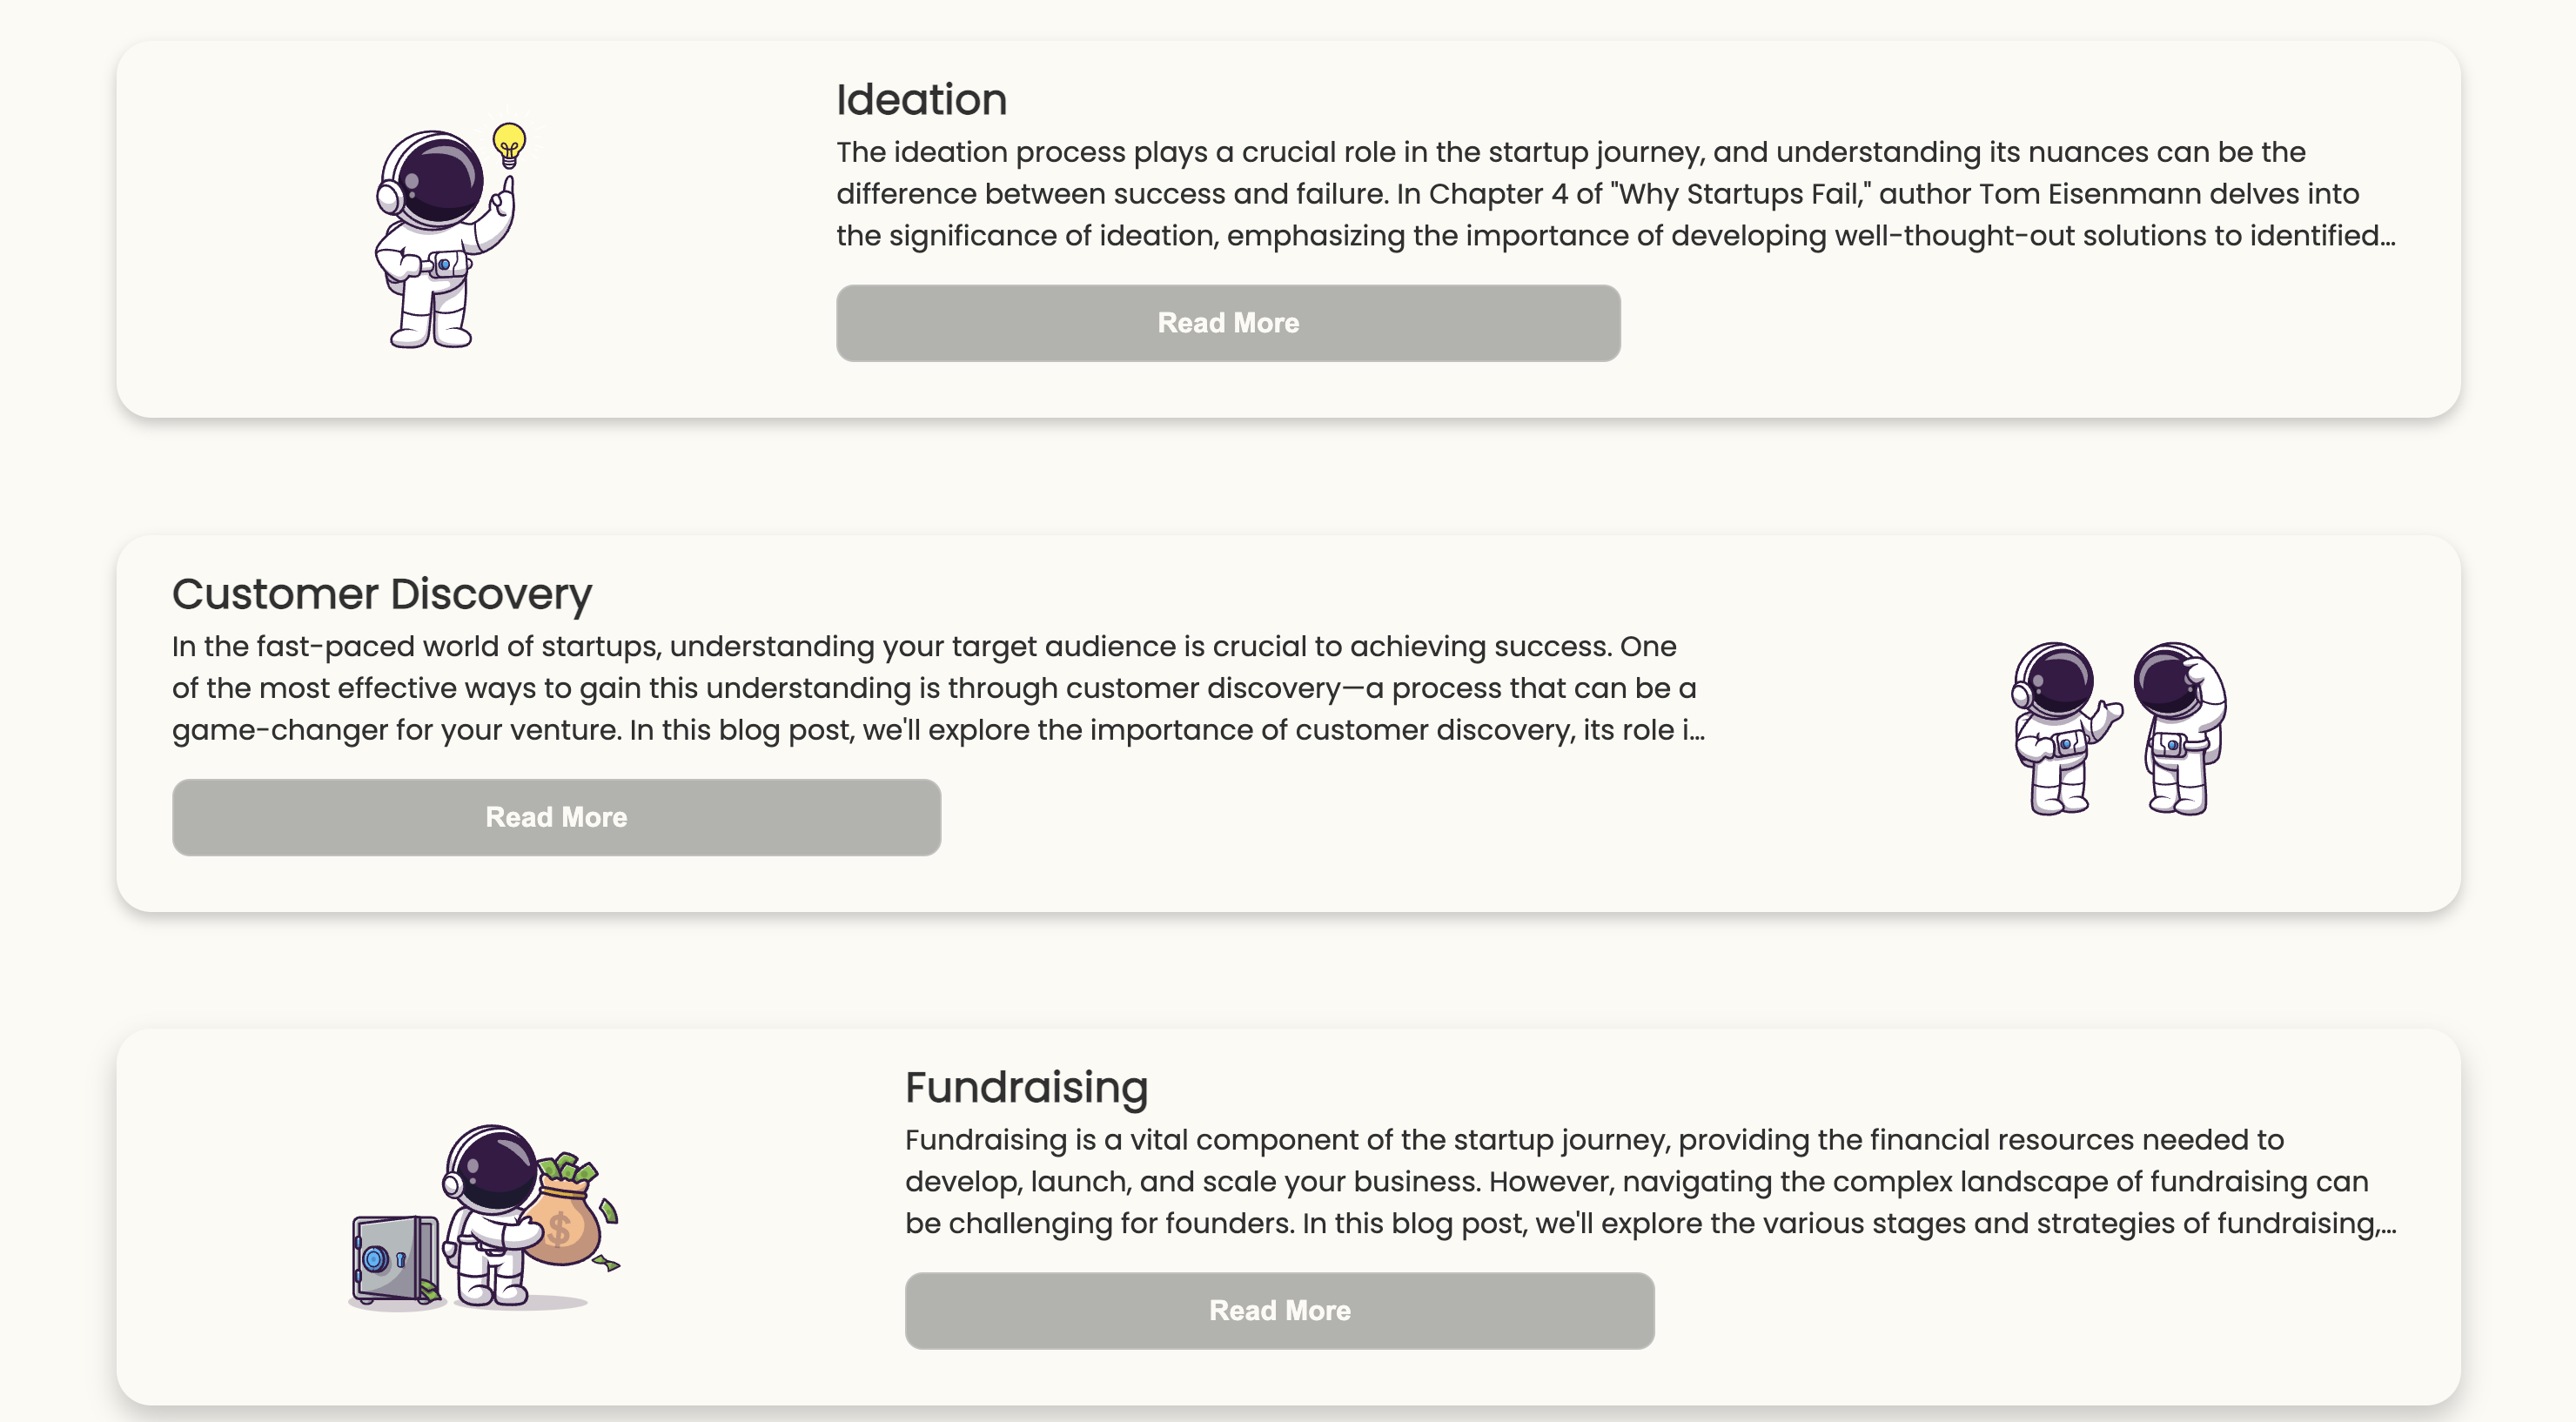 Ideation
The ideation process plays a crucial role in the startup journey, and understanding its nuances can be the
difference between success and failure. In Chapter 4 of "Why Startups Fail," author Tom Eisenmann delves into
the significance of ideation, emphasizing the importance of developing well-thought-out solutions to identified...
Read More
Customer Discovery
In the fast-paced world of startups, understanding your target audience is crucial to achieving success. One
of the most effective ways to gain this understanding is through customer discovery—a process that can be a
game-changer for your venture. In this blog post, we'll explore the importance of customer discovery, its role i...
Read More
Fundraising
Fundraising is a vital component of the startup journey, providing the financial resources needed to
develop, launch, and scale your business. However, navigating the complex landscape of fundraising can
be challenging for founders. In this blog post, we'll explore the various stages and strategies of fundraising,...
$
Read More